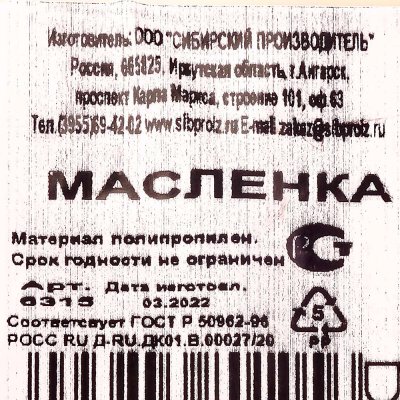 Изготовитель: ООО "СИБИРСКИЙ ПРОИЗВОДИТЕЛЬ"
Россия, 665825, Иркутская область, г.Ангарск,
проспект Карла Маркса, строение 101, оф.63
Тел.(3955)69-42-02 www.sibproiz.ru E-mail: zakaz@sibproiz.ru
МАСЛЕНКА
Материал полипропилен.
Срок годности не ограничен
Арт. Дата изготовл.
6315 03.2022
5
PP
Соответсвует ГОСТ Р 50962-96
РОСС RU Д-RU.ДК01.В.00027/20